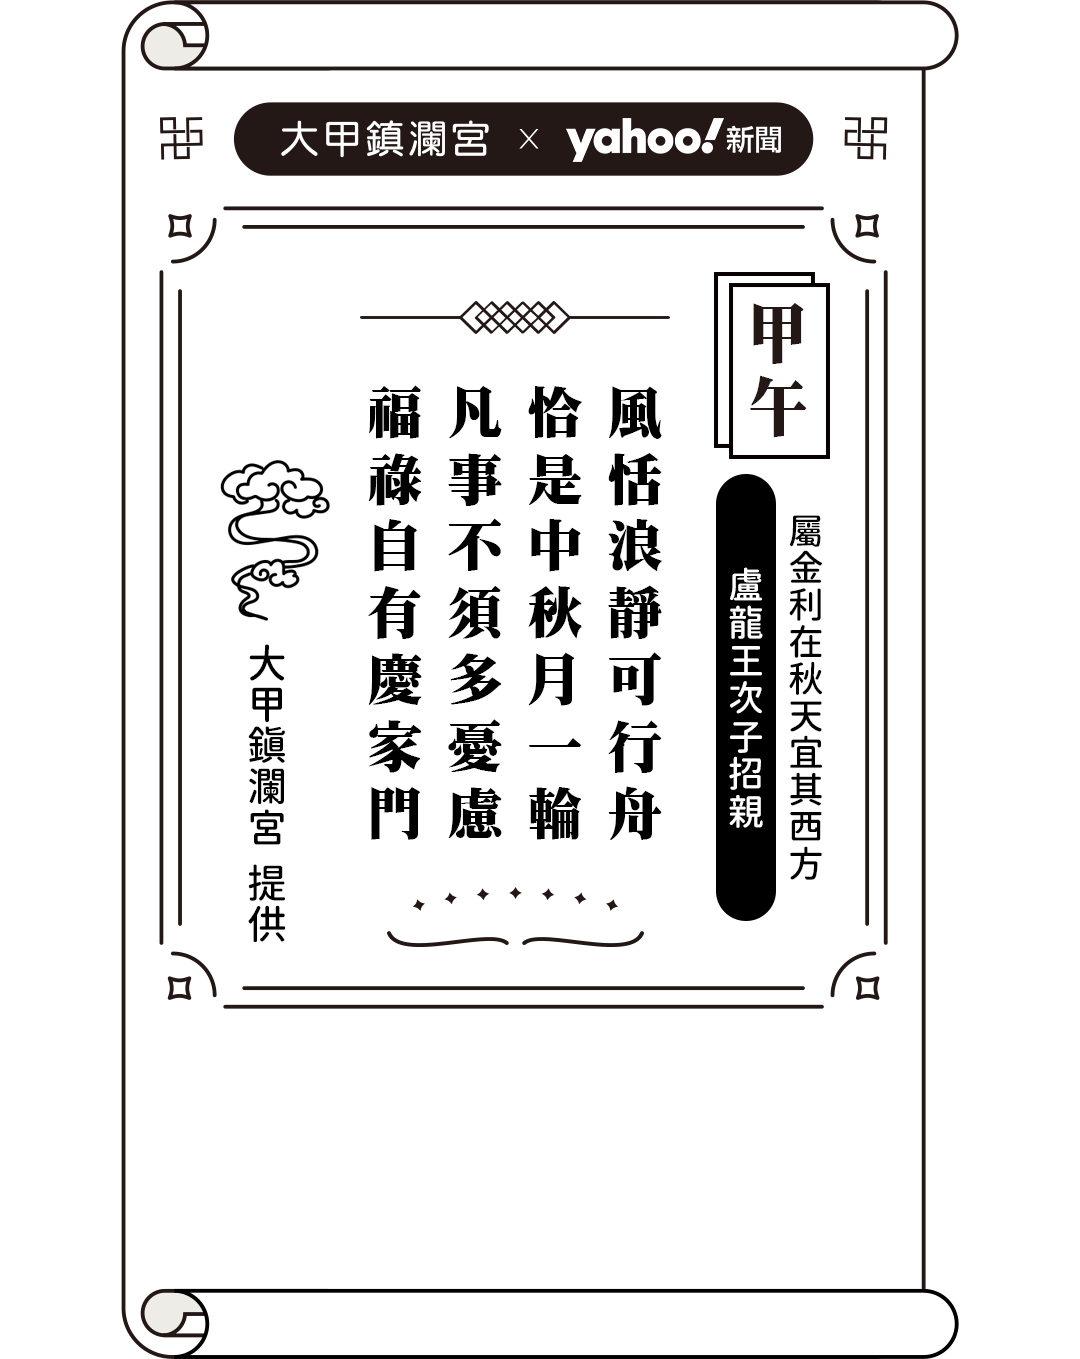 大甲鎮瀾宮 × yahoo!新聞
甲午
屬金利在秋天宜其西方
盧龍王次子招親
風恬浪靜可行舟
恰是中秋月一輪
凡事不須多憂慮
福祿自有慶家門
大甲鎮瀾宮 提供